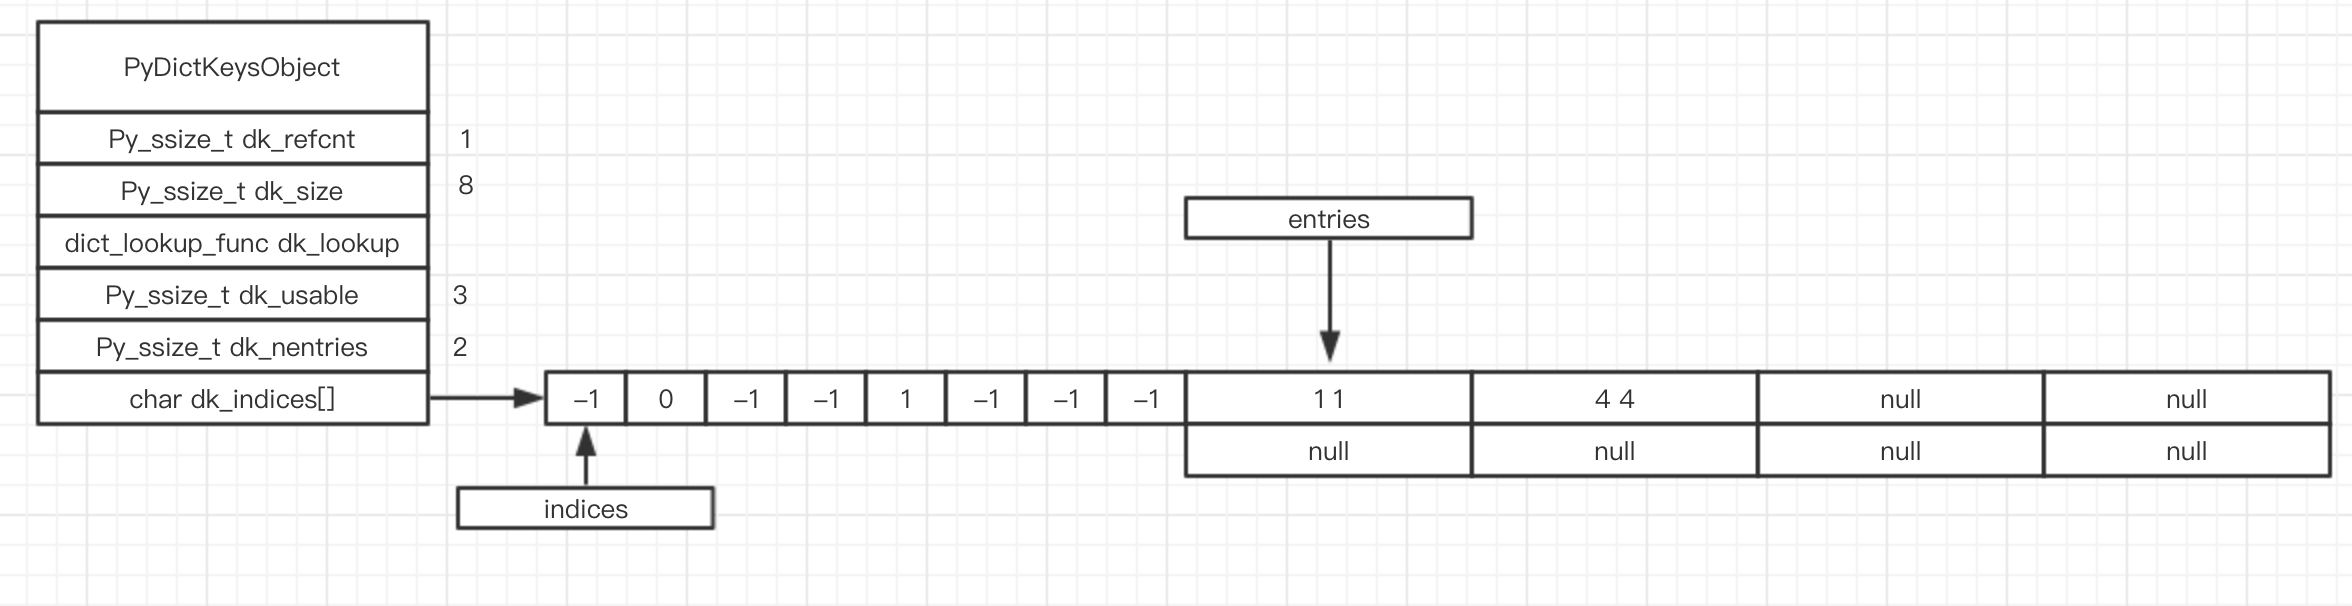 PyDictKeysObject
Py_ssize_t dk_refcnt 1
Py_ssize_t dk_size 8
dict_lookup_func dk_lookup
entries
Py_ssize_t dk_usable 3
Py_ssize_t dk_nentries 2
char dk_indices[] –1 0 –1 –1 1 –1 –1 –1 1 1 4 4 null null
null null null null
indices